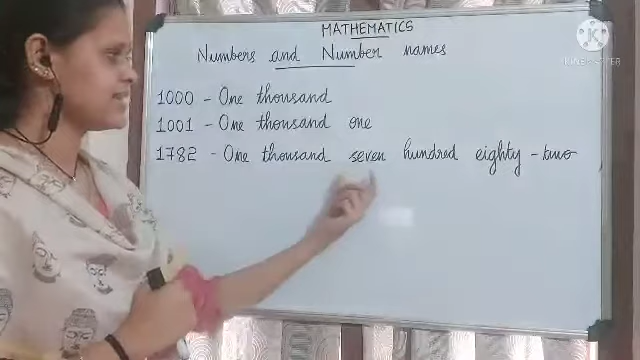 MATHEMATICS
Numbers and Number names
1000 - One thousand
1001 - One thousand one
1782 - One thousand seven hundred eighty - two
KINEMASTER